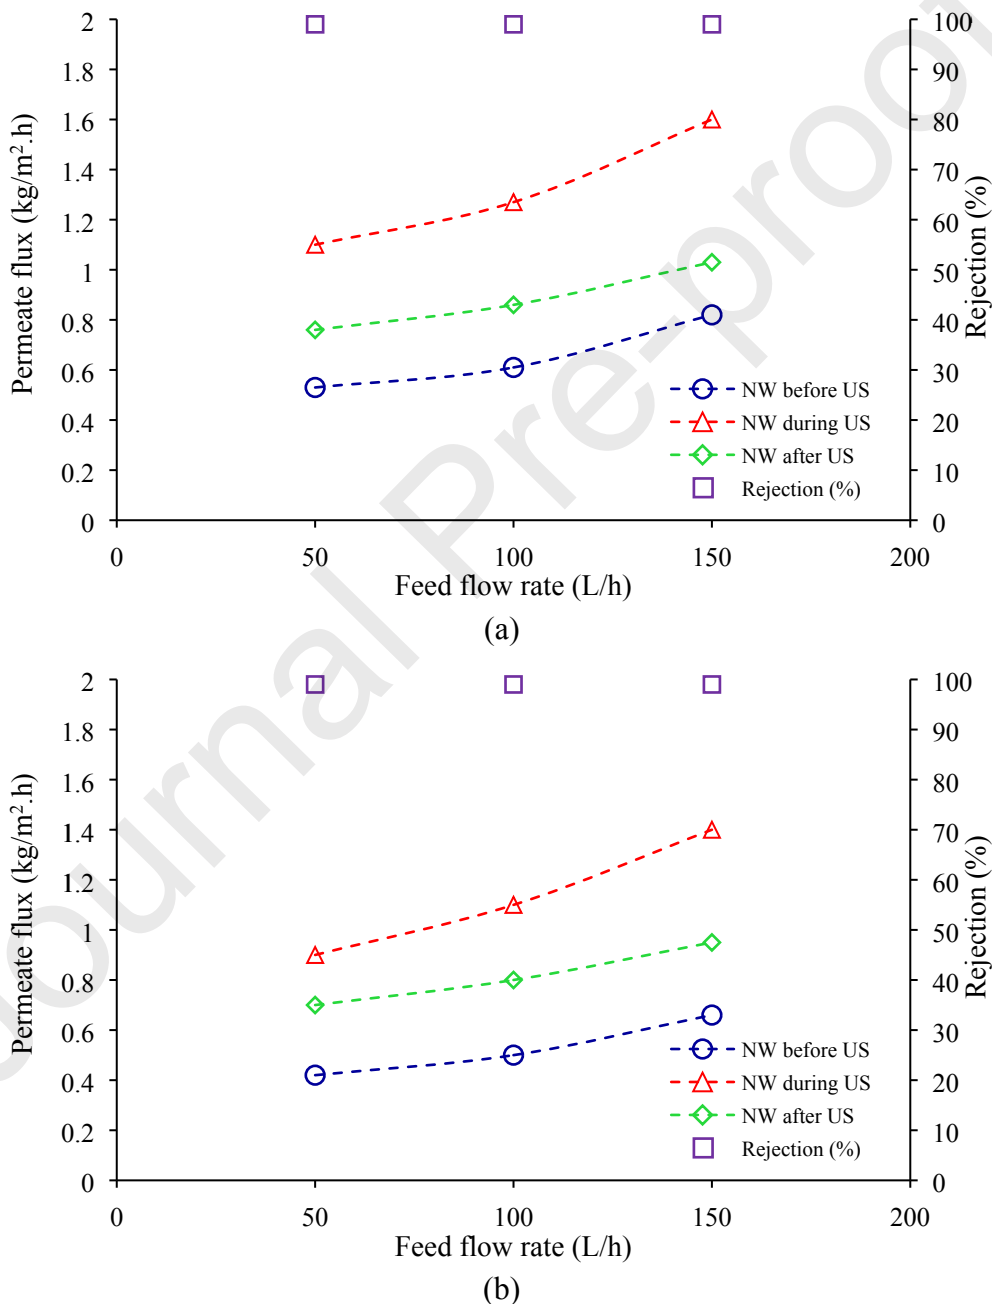 Journal Pre-proof
2
1.8
1.6
1.4
1.2
1
0.8
0.6
0.4
0.2
0
Permeate flux (kg/m².h)
100
90
80
70
60
50
40
30
20
10
0
Rejection (%)
NW before US
NW during US
NW after US
Rejection (%)
0 50 100 150 200
Feed flow rate (L/h)
(a)
2
1.8
1.6
1.4
1.2
1
0.8
0.6
0.4
0.2
0
Permeate flux (kg/m².h)
100
90
80
70
60
50
40
30
20
10
0
Rejection (%)
NW before US
NW during US
NW after US
Rejection (%)
0 50 100 150 200
Feed flow rate (L/h)
(b)